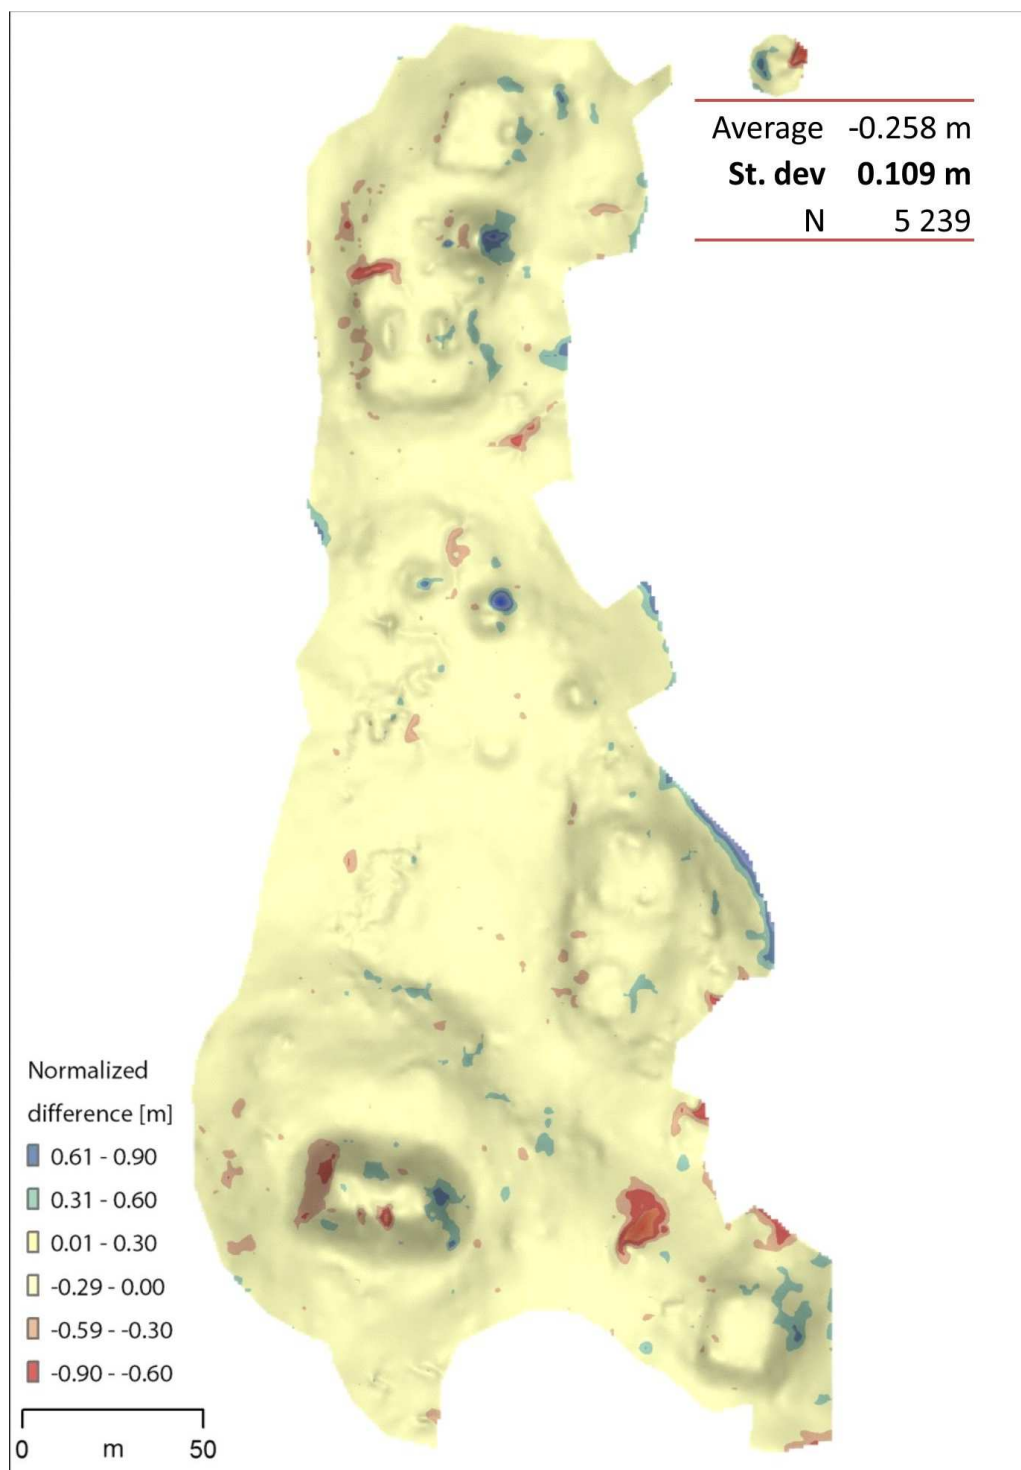 Average -0.258 m
St. dev 0.109 m
N 5 239
Normalized
difference [m]
0.61 - 0.90
0.31 - 0.60
0.01 - 0.30
-0.29 - 0.00
-0.59 - -0.30
-0.90 - -0.60
0 m 50